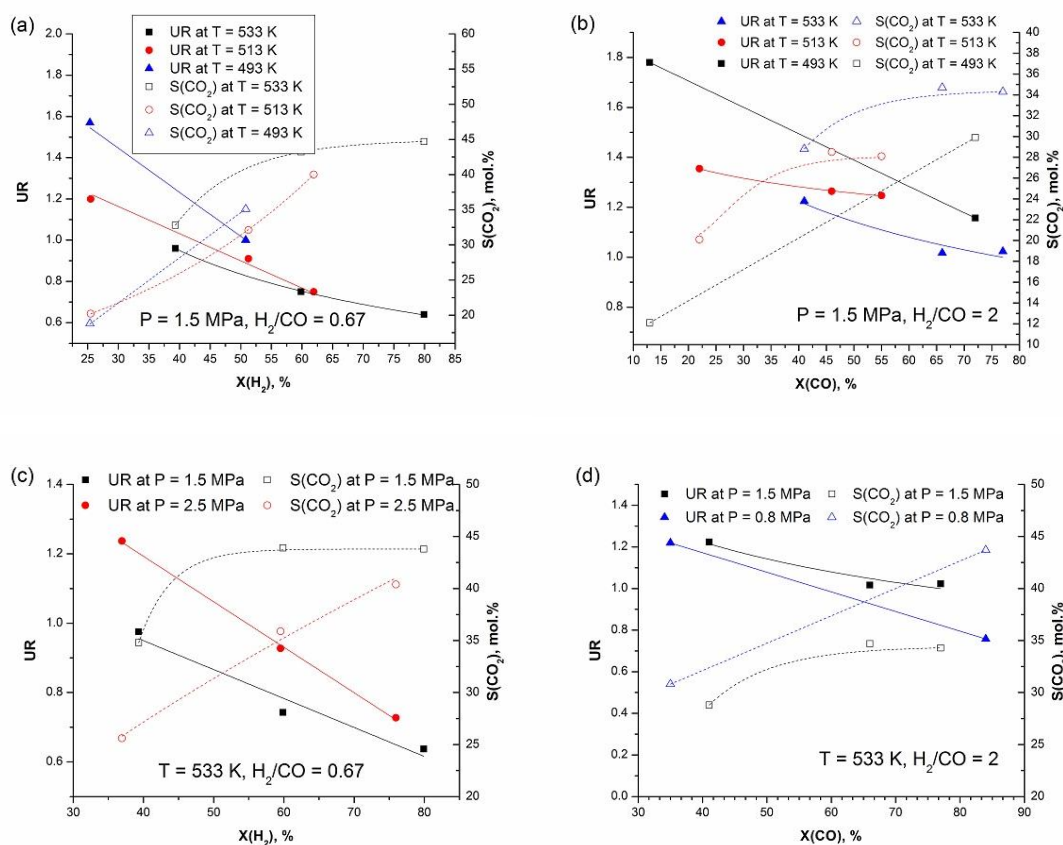 (a)
UR at T = 533 K
UR at T = 513 K
UR at T = 493 K
S(CO₂) at T = 533 K
S(CO₂) at T = 513 K
S(CO₂) at T = 493 K
2.0
1.8
1.6
1.4
1.2
1.0
0.8
0.6
UR
60
55
50
45
40
35
30
25
20
S(CO₂), mol.%
P = 1.5 MPa, H₂/CO = 0.67
20 25 30 35 40 45 50 55 60 65 70 75 80 85
X(H₂), %
(b)
UR at T = 533 K
UR at T = 513 K
UR at T = 493 K
S(CO₂) at T = 533 K
S(CO₂) at T = 513 K
S(CO₂) at T = 493 K
1.8
1.6
1.4
1.2
1.0
0.8
UR
40
38
36
34
32
30
28
26
24
22
20
18
16
14
12
10
S(CO₂), mol.%
P = 1.5 MPa, H₂/CO = 2
10 15 20 25 30 35 40 45 50 55 60 65 70 75 80
X(CO), %
(c)
UR at P = 1.5 MPa
UR at P = 2.5 MPa
S(CO₂) at P = 1.5 MPa
S(CO₂) at P = 2.5 MPa
1.4
1.2
1.0
0.8
0.6
UR
50
45
40
35
30
25
20
S(CO₂), mol.%
T = 533 K, H₂/CO = 0.67
30 40 50 60 70 80
X(H₂), %
(d)
UR at P = 1.5 MPa
UR at P = 0.8 MPa
S(CO₂) at P = 1.5 MPa
S(CO₂) at P = 0.8 MPa
1.4
1.2
1.0
0.8
0.6
0.4
0.2
0.0
UR
50
45
40
35
30
25
20
S(CO₂), mol.%
T = 533 K, H₂/CO = 2
30 40 50 60 70 80 90
X(CO), %